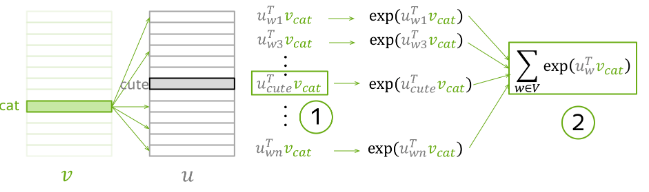 u_{w1}^T v_{cat} exp(u_{w1}^T v_{cat})
u_{w3}^T v_{cat} exp(u_{w3}^T v_{cat})
⋮
cute u_{cute}^T v_{cat} exp(u_{cute}^T v_{cat}) ∑_{w∈V} exp(u_w^T v_{cat})
cat
⋮ 1 2
u_{wn}^T v_{cat} exp(u_{wn}^T v_{cat})
v u